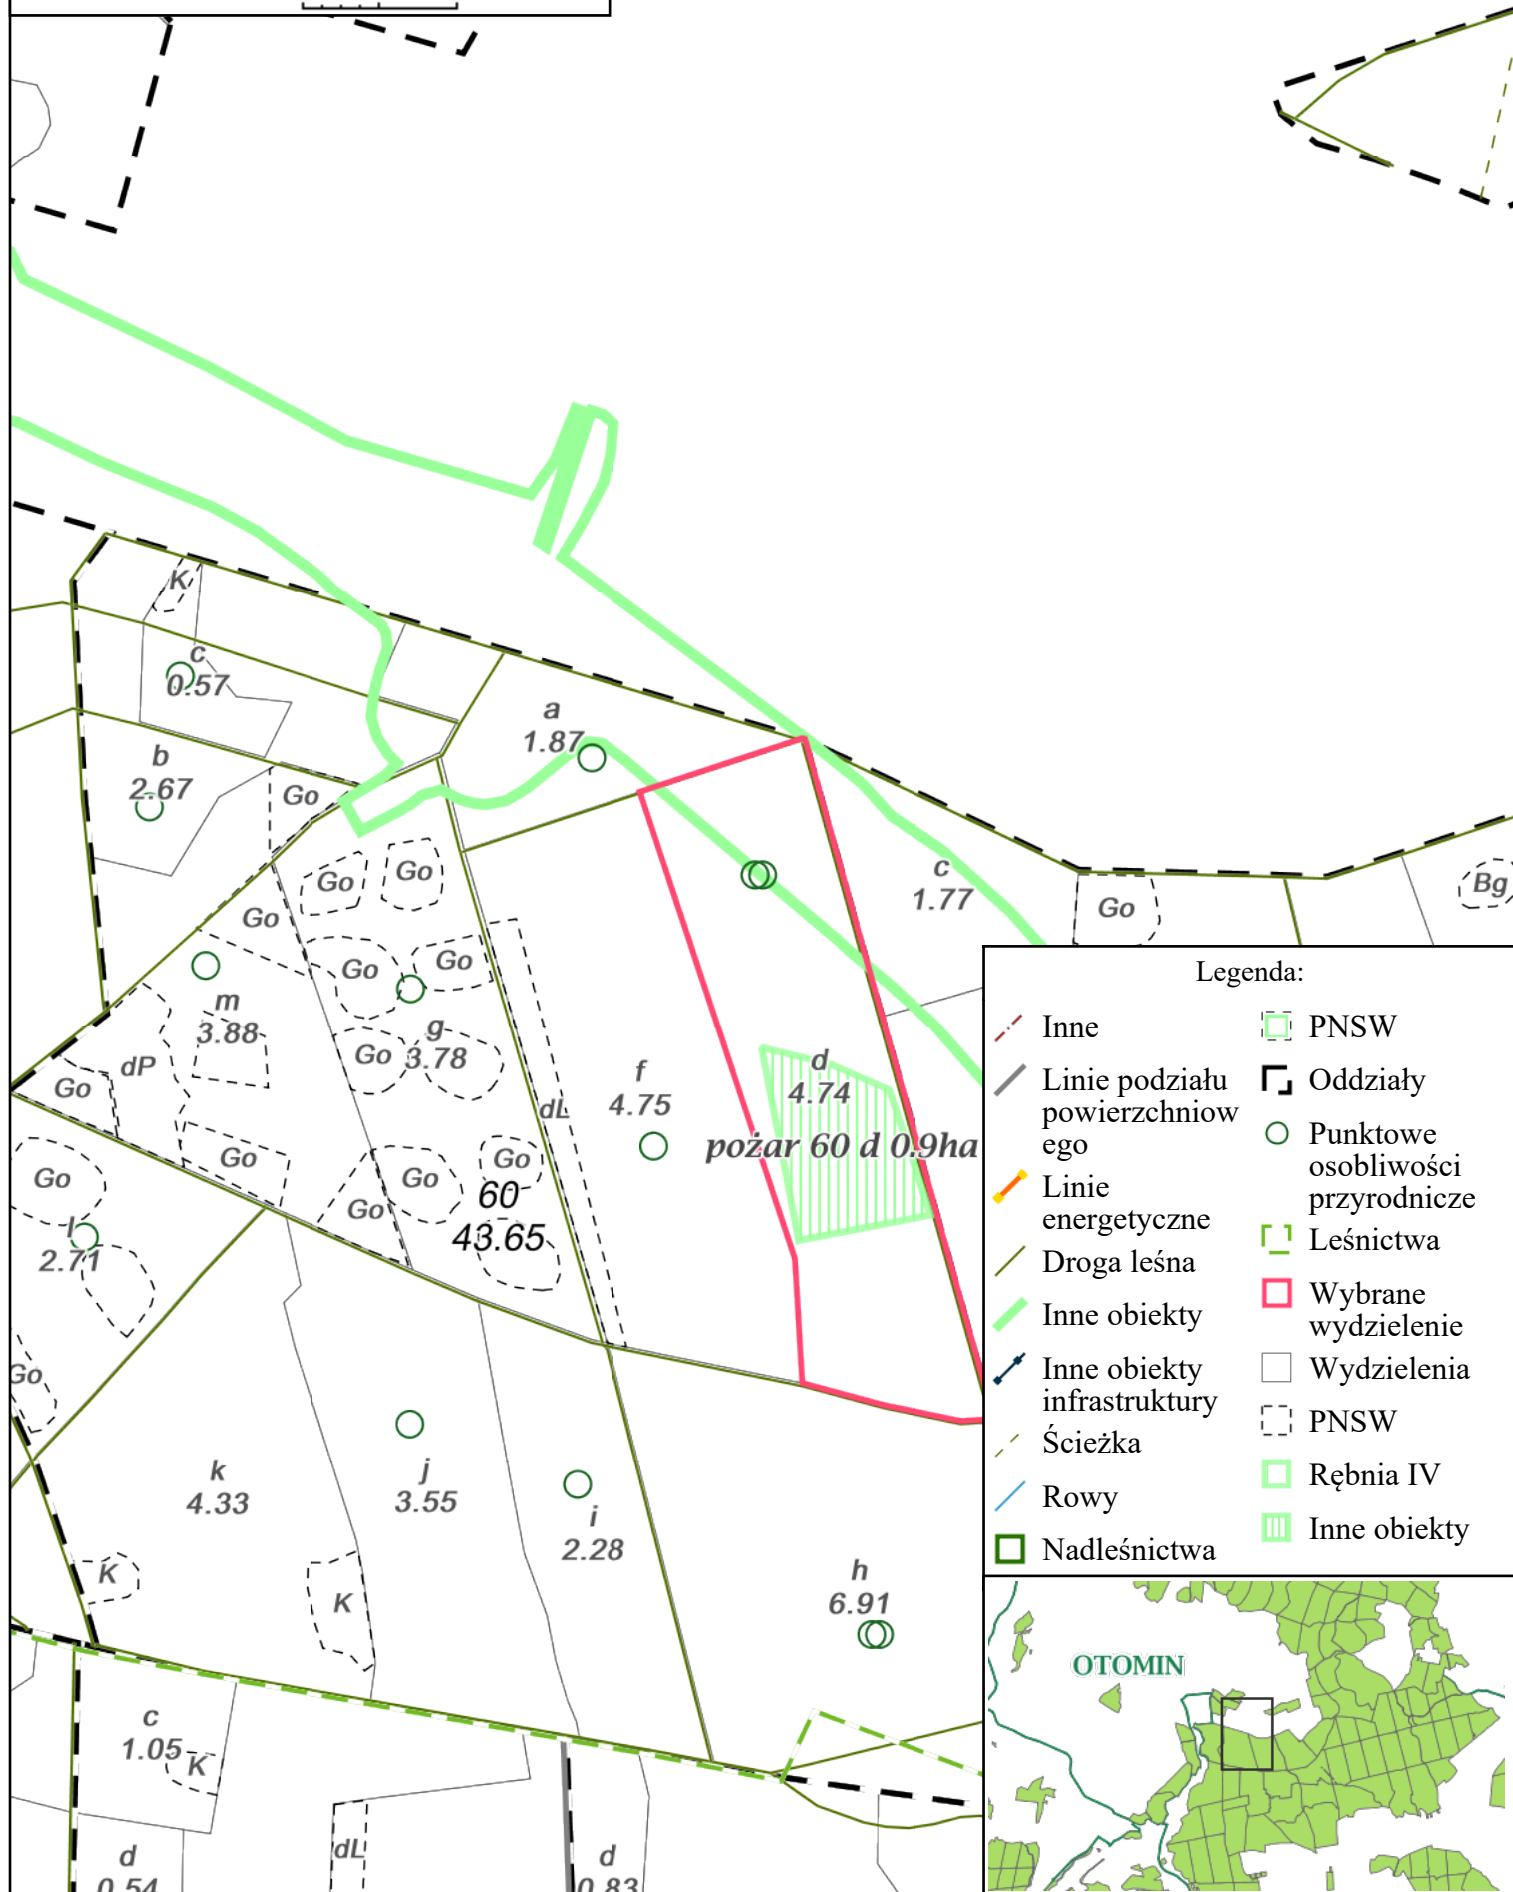 K
c
0.57
a
1.87
b
2.67
Go
Go
Go
c
1.77
Bg
Go
Go
Go
Go
m
3.88
g
3.78
Go
dP
Go
f
4.75
d
4.74
dL
pożar 60 d 0.9ha
Go
Go
Go
Go
Go
60
43.65
l
2.71
Go
k
4.33
j
3.55
i
2.28
h
6.91
K
K
c
1.05
K
d
0.54
dL
d
0.83
Legenda:
Inne
Linie podziału
powierzchniow
ego
Linie
energetyczne
Droga leśna
Inne obiekty
Inne obiekty
infrastruktury
Ścieżka
Rowy
Nadleśnictwa
PNSW
Oddziały
Punktowe
osobliwości
przyrodnicze
Leśnictwa
Wybrane
wydzielenie
Wydzielenia
PNSW
Rębnia IV
Inne obiekty
OTOMIN